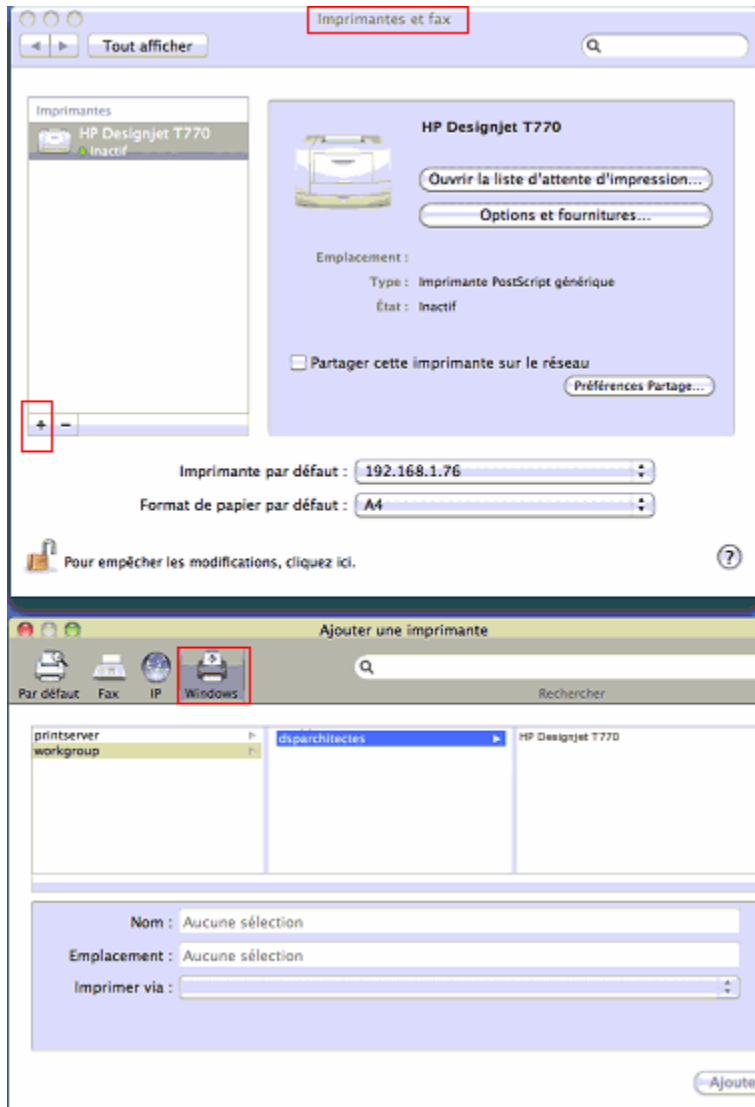 Imprimantes et fax
Tout afficher
Imprimantes
HP Designjet T770
Inactif
HP Designjet T770
Ouvrir la liste d'attente d'impression...
Options et fournitures...
Emplacement :
Type : Imprimante PostScript générique
État : Inactif
Partager cette imprimante sur le réseau
Préférences Partage...
+ −
Imprimante par défaut : 192.168.1.76
Format de papier par défaut : A4
Pour empêcher les modifications, cliquez ici.
?
Ajouter une imprimante
Par défaut Fax IP Windows
Rechercher
printserver
workgroup
dsparchitectes
HP Designjet T770
Nom : Aucune sélection
Emplacement : Aucune sélection
Imprimer via :
Ajoute